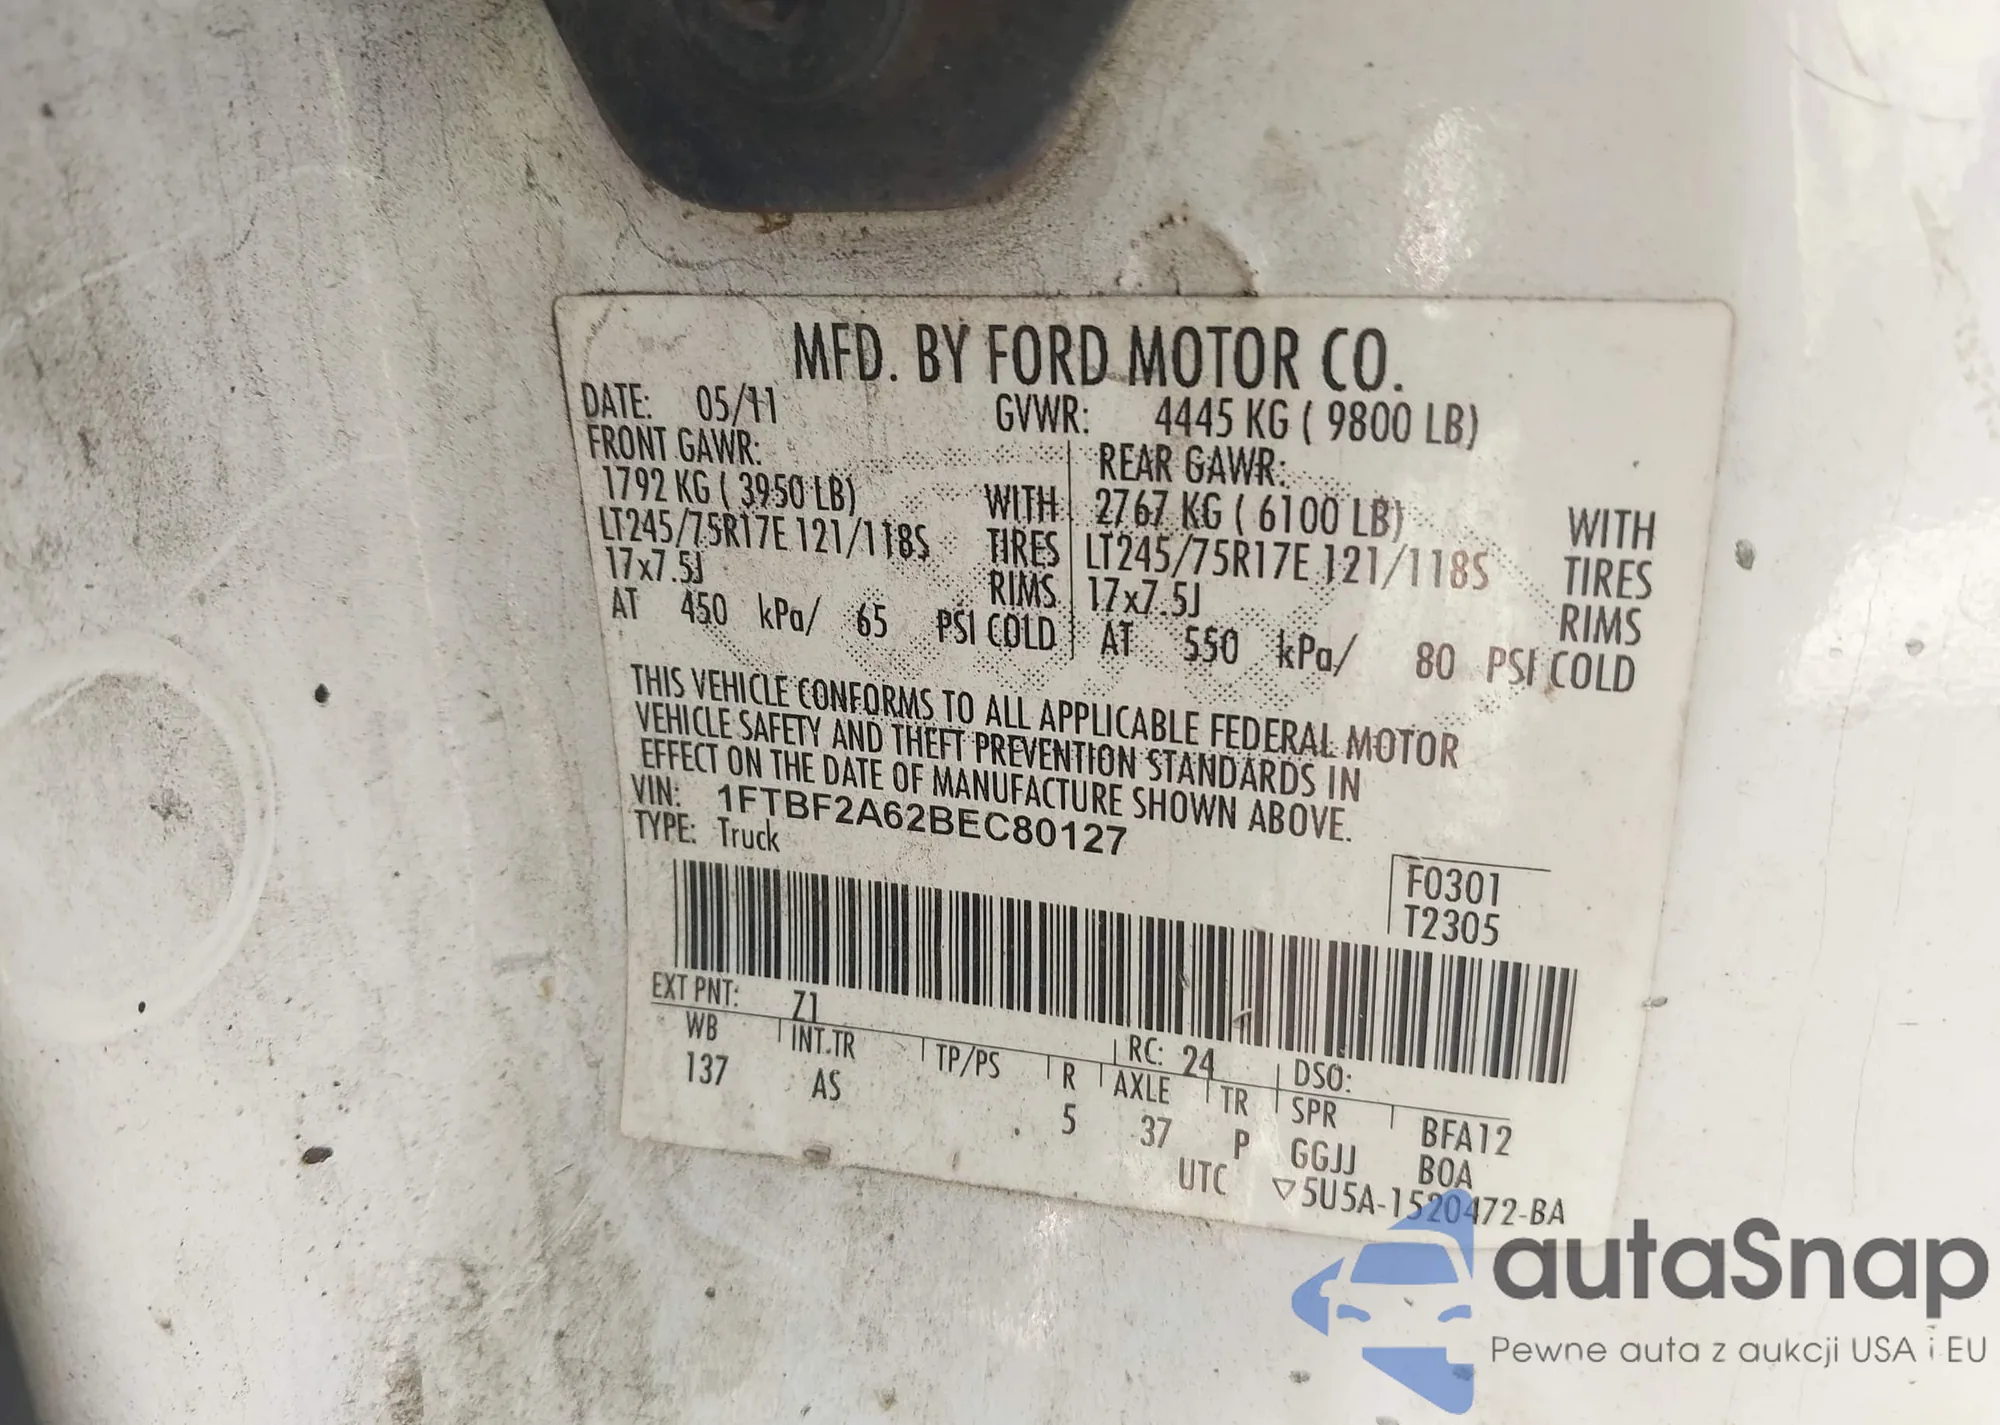 MFD. BY FORD MOTOR CO.
DATE: 05/11 GVWR: 4445 KG ( 9800 LB)
FRONT GAWR: REAR GAWR:
1792 KG ( 3950 LB) WITH 2767 KG ( 6100 LB) WITH
LT245/75R17E 121/118S TIRES LT245/75R17E 121/118S TIRES
17x7.5J RIMS 17x7.5J RIMS
AT 450 kPa/ 65 PSI COLD AT 550 kPa/ 80 PSI COLD
THIS VEHICLE CONFORMS TO ALL APPLICABLE FEDERAL MOTOR
VEHICLE SAFETY AND THEFT PREVENTION STANDARDS IN
EFFECT ON THE DATE OF MANUFACTURE SHOWN ABOVE.
VIN: 1FTBF2A62BEC80127
TYPE: Truck
F0301
T2305
EXT PNT: Z1 RC: 24 DSO:
WB INT.TR TP/PS R AXLE TR SPR BFA12
137 AS 5 37 P GGJJ BOA
UTC ▽5U5A-1520472-BA
autaSnap
Pewne auta z aukcji USA i EU